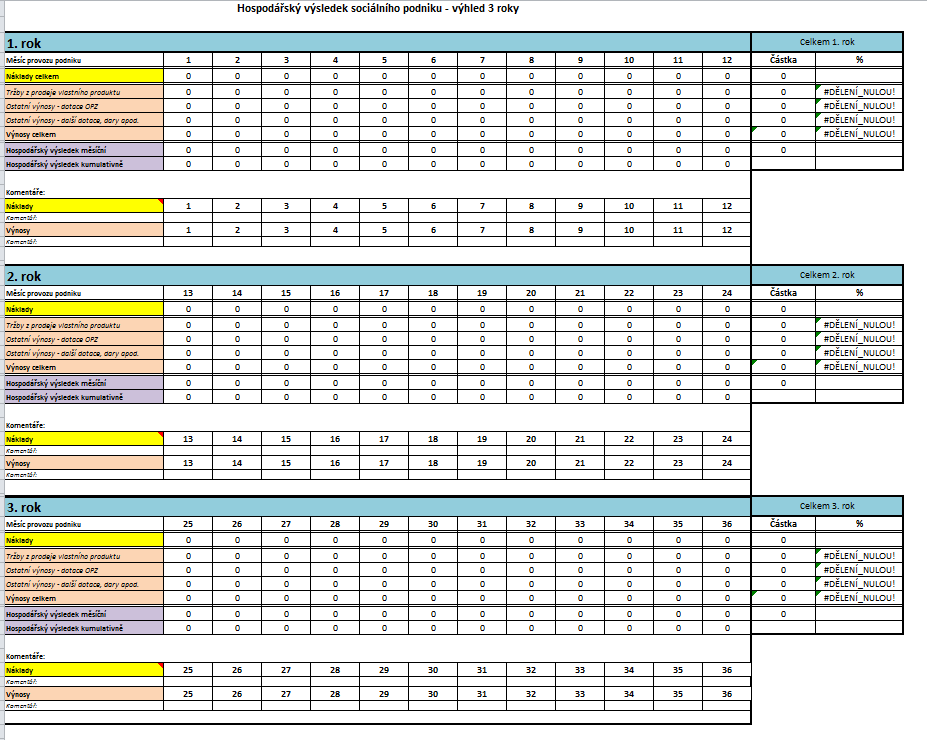 Hospodářský výsledek sociálního podniku - výhled 3 roky
1. rok Celkem 1. rok
Měsíc provozu podniku 1 2 3 4 5 6 7 8 9 10 11 12 Částka %
Náklady celkem 0 0 0 0 0 0 0 0 0 0 0 0 0
Tržby z prodeje vlastního produktu 0 0 0 0 0 0 0 0 0 0 0 0 0 #DĚLENÍ_NULOU!
Ostatní výnosy - dotace OPZ 0 0 0 0 0 0 0 0 0 0 0 0 0 #DĚLENÍ_NULOU!
Ostatní výnosy - další dotace, dary apod. 0 0 0 0 0 0 0 0 0 0 0 0 0 #DĚLENÍ_NULOU!
Výnosy celkem 0 0 0 0 0 0 0 0 0 0 0 0 0 #DĚLENÍ_NULOU!
Hospodářský výsledek měsíční 0 0 0 0 0 0 0 0 0 0 0 0 0
Hospodářský výsledek kumulativně 0 0 0 0 0 0 0 0 0 0 0 0
Komentáře:
Náklady 1 2 3 4 5 6 7 8 9 10 11 12
Komentář:
Výnosy 1 2 3 4 5 6 7 8 9 10 11 12
Komentář:
2. rok Celkem 2. rok
Měsíc provozu podniku 13 14 15 16 17 18 19 20 21 22 23 24 Částka %
Náklady 0 0 0 0 0 0 0 0 0 0 0 0 0
Tržby z prodeje vlastního produktu 0 0 0 0 0 0 0 0 0 0 0 0 0 #DĚLENÍ_NULOU!
Ostatní výnosy - dotace OPZ 0 0 0 0 0 0 0 0 0 0 0 0 0 #DĚLENÍ_NULOU!
Ostatní výnosy - další dotace, dary apod. 0 0 0 0 0 0 0 0 0 0 0 0 0 #DĚLENÍ_NULOU!
Výnosy celkem 0 0 0 0 0 0 0 0 0 0 0 0 0 #DĚLENÍ_NULOU!
Hospodářský výsledek měsíční 0 0 0 0 0 0 0 0 0 0 0 0 0
Hospodářský výsledek kumulativně 0 0 0 0 0 0 0 0 0 0 0 0
Komentáře:
Náklady 13 14 15 16 17 18 19 20 21 22 23 24
Komentář:
Výnosy 13 14 15 16 17 18 19 20 21 22 23 24
Komentář:
3. rok Celkem 3. rok
Měsíc provozu podniku 25 26 27 28 29 30 31 32 33 34 35 36 Částka %
Náklady 0 0 0 0 0 0 0 0 0 0 0 0 0
Tržby z prodeje vlastního produktu 0 0 0 0 0 0 0 0 0 0 0 0 0 #DĚLENÍ_NULOU!
Ostatní výnosy - dotace OPZ 0 0 0 0 0 0 0 0 0 0 0 0 0 #DĚLENÍ_NULOU!
Ostatní výnosy - další dotace, dary apod. 0 0 0 0 0 0 0 0 0 0 0 0 0 #DĚLENÍ_NULOU!
Výnosy celkem 0 0 0 0 0 0 0 0 0 0 0 0 0 #DĚLENÍ_NULOU!
Hospodářský výsledek měsíční 0 0 0 0 0 0 0 0 0 0 0 0 0
Hospodářský výsledek kumulativně 0 0 0 0 0 0 0 0 0 0 0 0
Komentáře:
Náklady 25 26 27 28 29 30 31 32 33 34 35 36
Komentář:
Výnosy 25 26 27 28 29 30 31 32 33 34 35 36
Komentář: